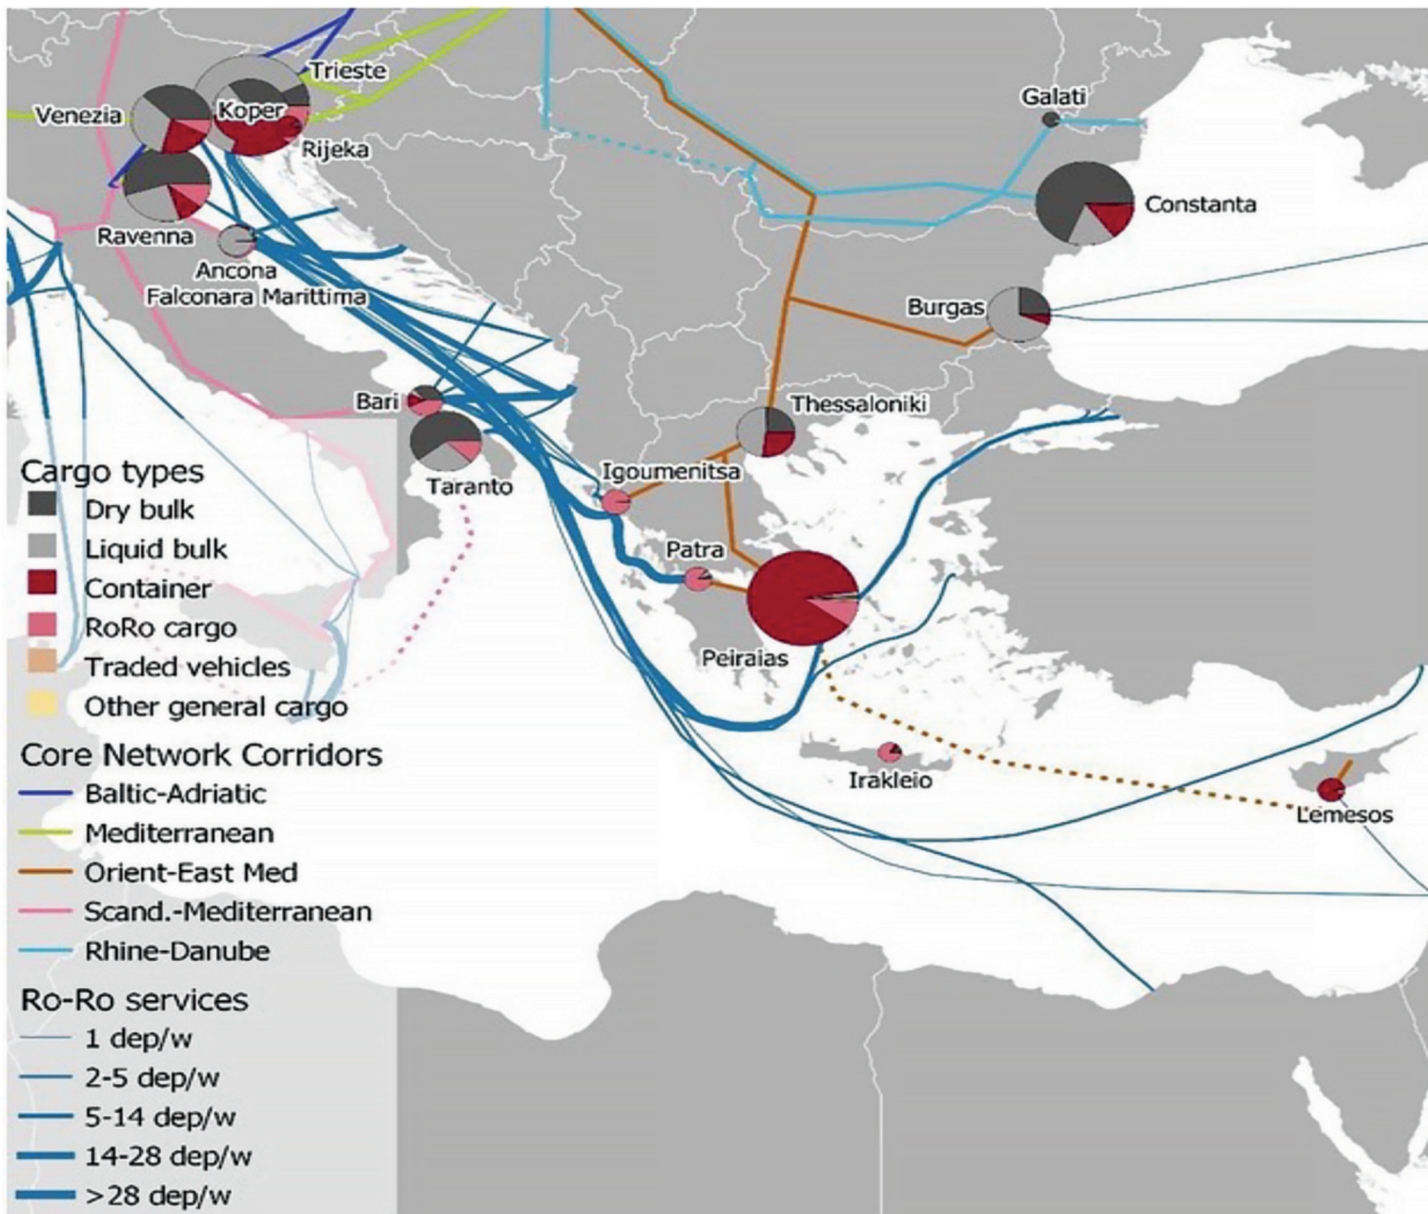 Trieste
Venezia
Koper
Rijeka
Galati
Constanta
Ravenna
Ancona
Falconara Marittima
Burgas
Bari
Thessaloniki
Igoumenitsa
Taranto
Patra
Peiraias
Irakleio
Lemesos
Cargo types
Dry bulk
Liquid bulk
Container
RoRo cargo
Traded vehicles
Other general cargo
Core Network Corridors
Baltic-Adriatic
Mediterranean
Orient-East Med
Scand.-Mediterranean
Rhine-Danube
Ro-Ro services
1 dep/w
2-5 dep/w
5-14 dep/w
14-28 dep/w
>28 dep/w